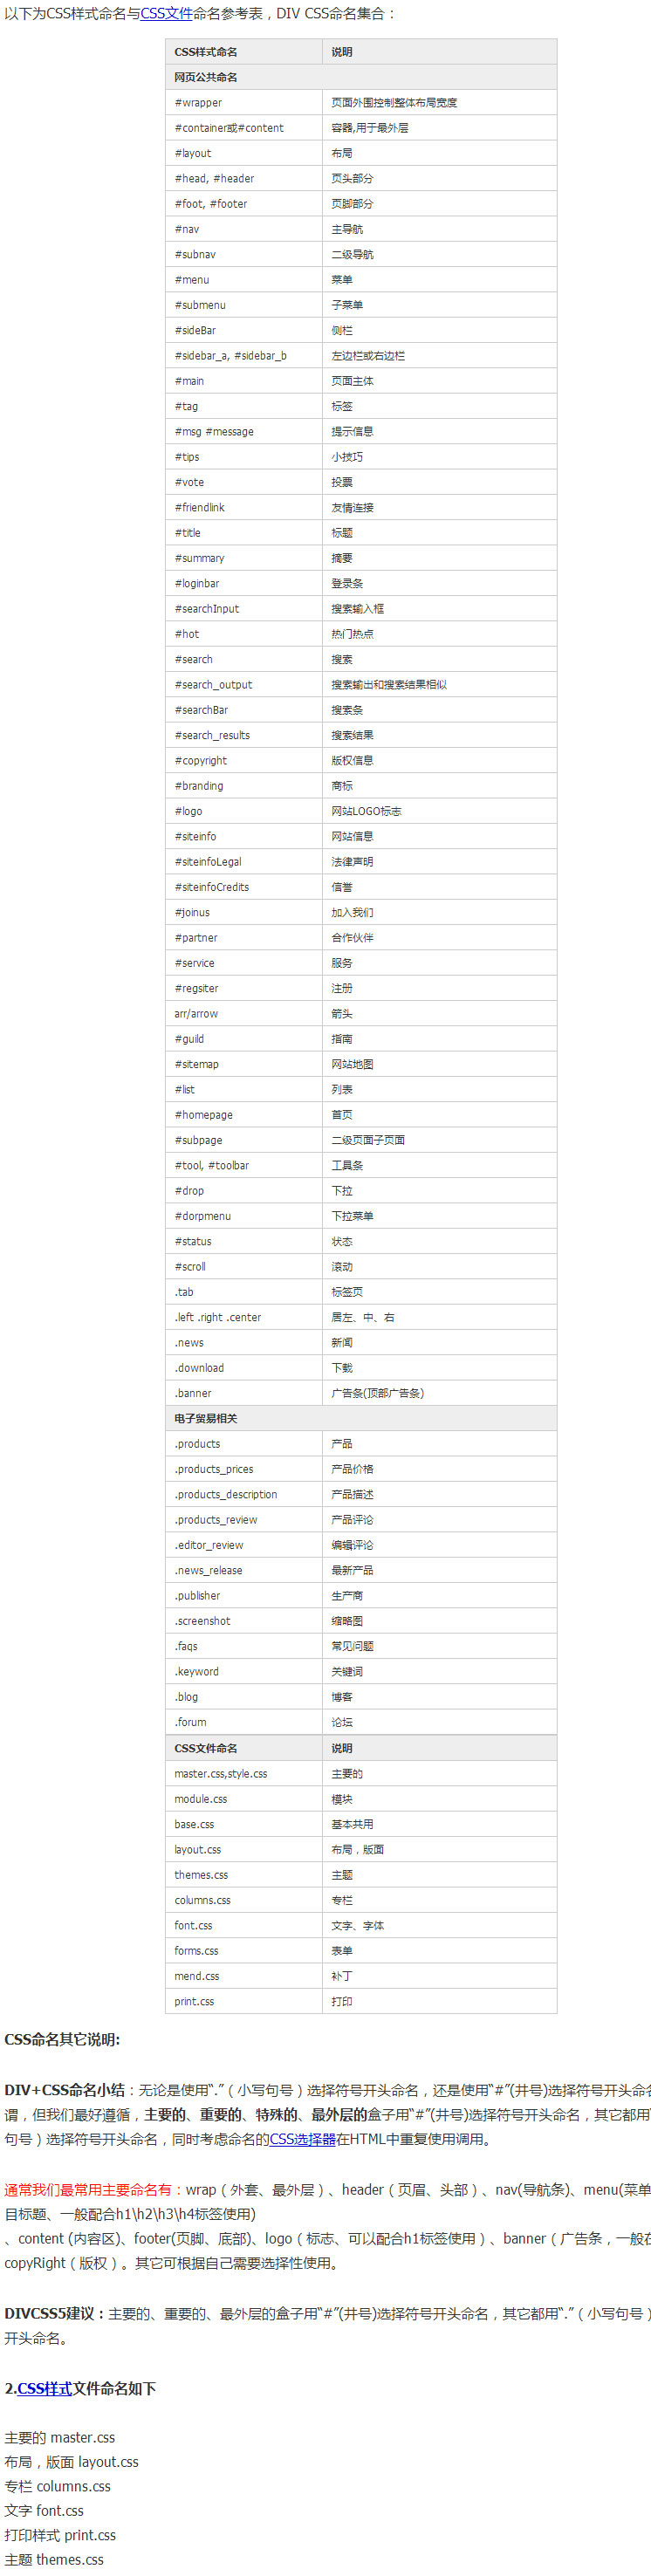 以下为CSS样式命名与CSS文件命名参考表，DIV CSS命名集合：
CSS样式命名 说明
网页公共命名
#wrapper 页面外围控制整体布局宽度
#container或#content 容器,用于最外层
#layout 布局
#head, #header 页头部分
#foot, #footer 页脚部分
#nav 主导航
#subnav 二级导航
#menu 菜单
#submenu 子菜单
#sideBar 侧栏
#sidebar_a, #sidebar_b 左边栏或右边栏
#main 页面主体
#tag 标签
#msg #message 提示信息
#tips 小技巧
#vote 投票
#friendlink 友情连接
#title 标题
#summary 摘要
#loginbar 登录条
#searchInput 搜索输入框
#hot 热门热点
#search 搜索
#search_output 搜索输出和搜索结果相似
#searchBar 搜索条
#search_results 搜索结果
#copyright 版权信息
#branding 商标
#logo 网站LOGO标志
#siteinfo 网站信息
#siteinfoLegal 法律声明
#siteinfoCredits 信誉
#joinus 加入我们
#partner 合作伙伴
#service 服务
#regsiter 注册
arr/arrow 箭头
#guild 指南
#sitemap 网站地图
#list 列表
#homepage 首页
#subpage 二级页面子页面
#tool, #toolbar 工具条
#drop 下拉
#dorpmenu 下拉菜单
#status 状态
#scroll 滚动
.tab 标签页
.left .right .center 居左、中、右
.news 新闻
.download 下载
.banner 广告条(顶部广告条)
电子贸易相关
.products 产品
.products_prices 产品价格
.products_description 产品描述
.products_review 产品评论
.editor_review 编辑评论
.news_release 最新产品
.publisher 生产商
.screenshot 缩略图
.faqs 常见问题
.keyword 关键词
.blog 博客
.forum 论坛
CSS文件命名 说明
master.css,style.css 主要的
module.css 模块
base.css 基本共用
layout.css 布局，版面
themes.css 主题
columns.css 专栏
font.css 文字、字体
forms.css 表单
mend.css 补丁
print.css 打印
CSS命名其它说明:
DIV+CSS命名小结：无论是使用“.”（小写句号）选择符号开头命名，还是使用“#”(井号)选择符号开头命名
谓，但我们最好遵循，主要的、重要的、特殊的、最外层的盒子用“#”(井号)选择符号开头命名，其它都用
句号）选择符号开头命名，同时考虑命名的CSS选择器在HTML中重复使用调用。
通常我们最常用主要命名有：wrap（外套、最外层）、header（页眉、头部）、nav(导航条)、menu(菜单
目标题、一般配合h1\h2\h3\h4标签使用)
、content (内容区)、footer(页脚、底部)、logo（标志、可以配合h1标签使用）、banner（广告条，一般在
copyRight（版权）。其它可根据自己需要选择性使用。
DIVCSS5建议：主要的、重要的、最外层的盒子用“#”(井号)选择符号开头命名，其它都用“.”（小写句号）
开头命名。
2.CSS样式文件命名如下
主要的 master.css
布局，版面 layout.css
专栏 columns.css
文字 font.css
打印样式 print.css
主题 themes.css